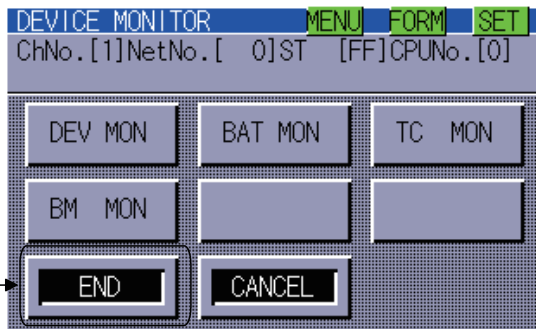 DEVICE MONITOR MENU FORM SET
ChNo.[1]NetNo.[ 0]ST [FF]CPUNo.[0]
DEV MON BAT MON TC MON
BM MON
END CANCEL